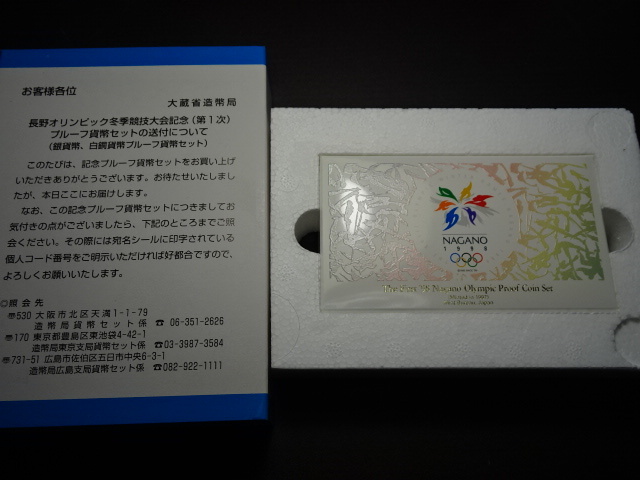 お客様各位
大蔵省造幣局
長野オリンピック冬季競技大会記念(第1次)
プルーフ貨幣セットの送付について
(銀貨幣、白銅貨幣プルーフ貨幣セット)
このたびは、記念プルーフ貨幣セットをお買い上げ
いただきありがとうございます。お待たせいたしまし
たが、本日ここにお届けします。
なお、この記念プルーフ貨幣セットにつきましてお
気付きの点がございましたら、下記のところまでご照
会ください。その際には宛名シールに印字されている
個人コード番号をご明示いただければ好都合ですので、
よろしくお願いいたします。
◎照会先
〠530 大阪市北区天満1-1-79
造幣局貨幣セット係 ☎06-351-2626
〠170 東京都豊島区東池袋4-42-1
造幣局東京支局貨幣セット係 ☎03-3987-3584
〠731-51 広島市佐伯区五日市中央6-3-1
造幣局広島支局貨幣セット係 ☎082-922-1111
NAGANO
1998
Nagano Olympic Proof Coin Set
Japan